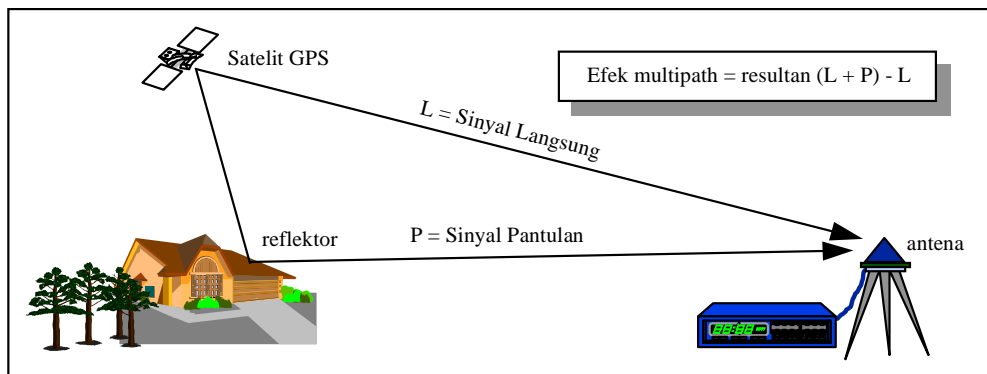 Satelit GPS
Efek multipath = resultan (L + P) - L
L = Sinyal Langsung
reflektor
P = Sinyal Pantulan
antena